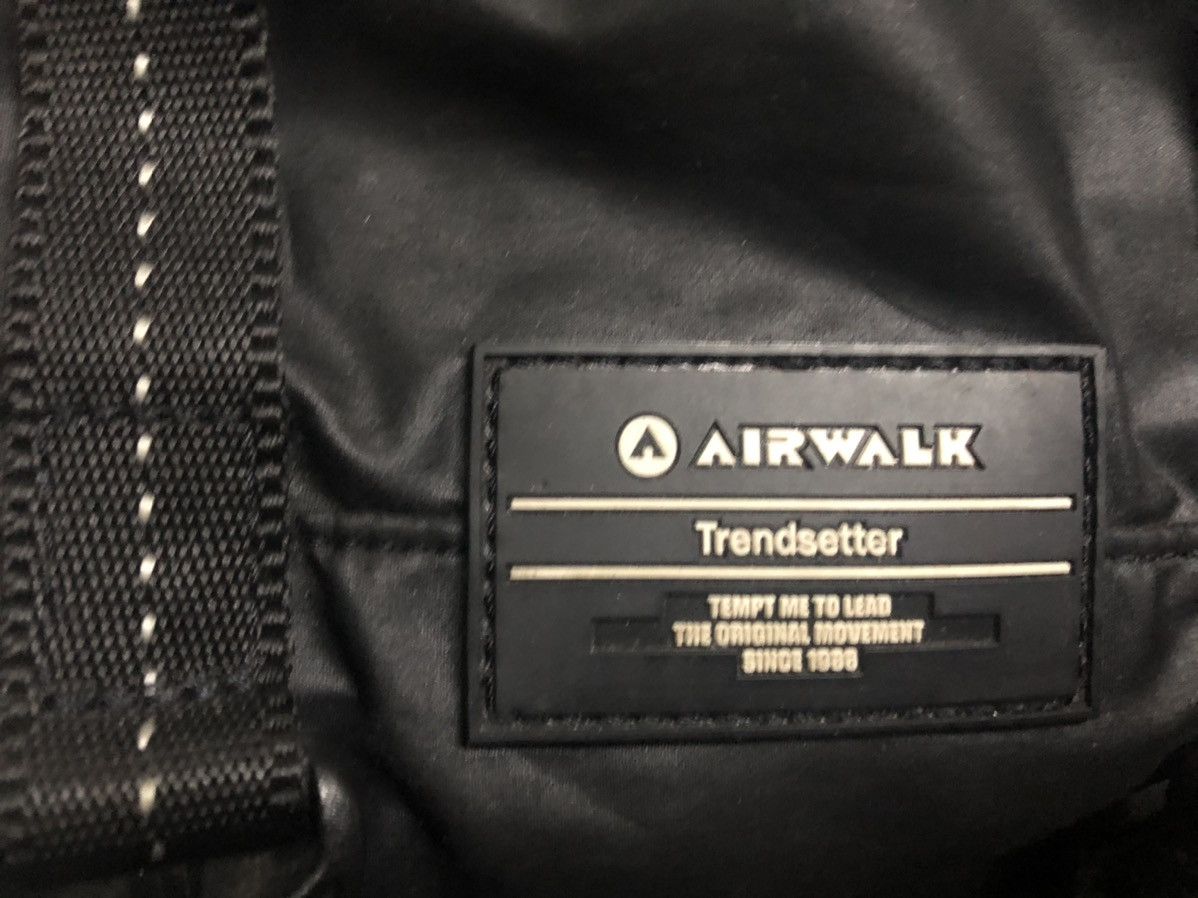 AIRWALK
Trendsetter
TEMPT ME TO LEAD
THE ORIGINAL MOVEMENT
SINCE 1986